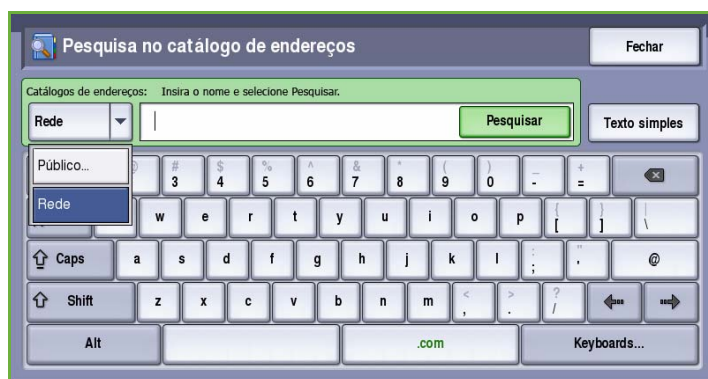 Pesquisa no catálogo de endereços Fechar
Catálogos de endereços: Insira o nome e selecione Pesquisar.
Rede Pesquisar Texto simples
Público...
Rede
# 3 $ 4 % 5 ^ 6 & 7 * 8 ( 9 ) 0 _ - + =
w e r t y u i o p { [ } ] | \
Caps a s d f g h j k l : ; " ' @
Shift z x c v b n m < , > . ? /
Alt .com Keyboards...